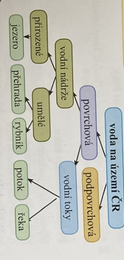 voda na území ČR
povrchová
podpovrchová
vodní nádrže
vodní toky
přirozené
umělé
jezero
přehrada
rybník
potok
řeka